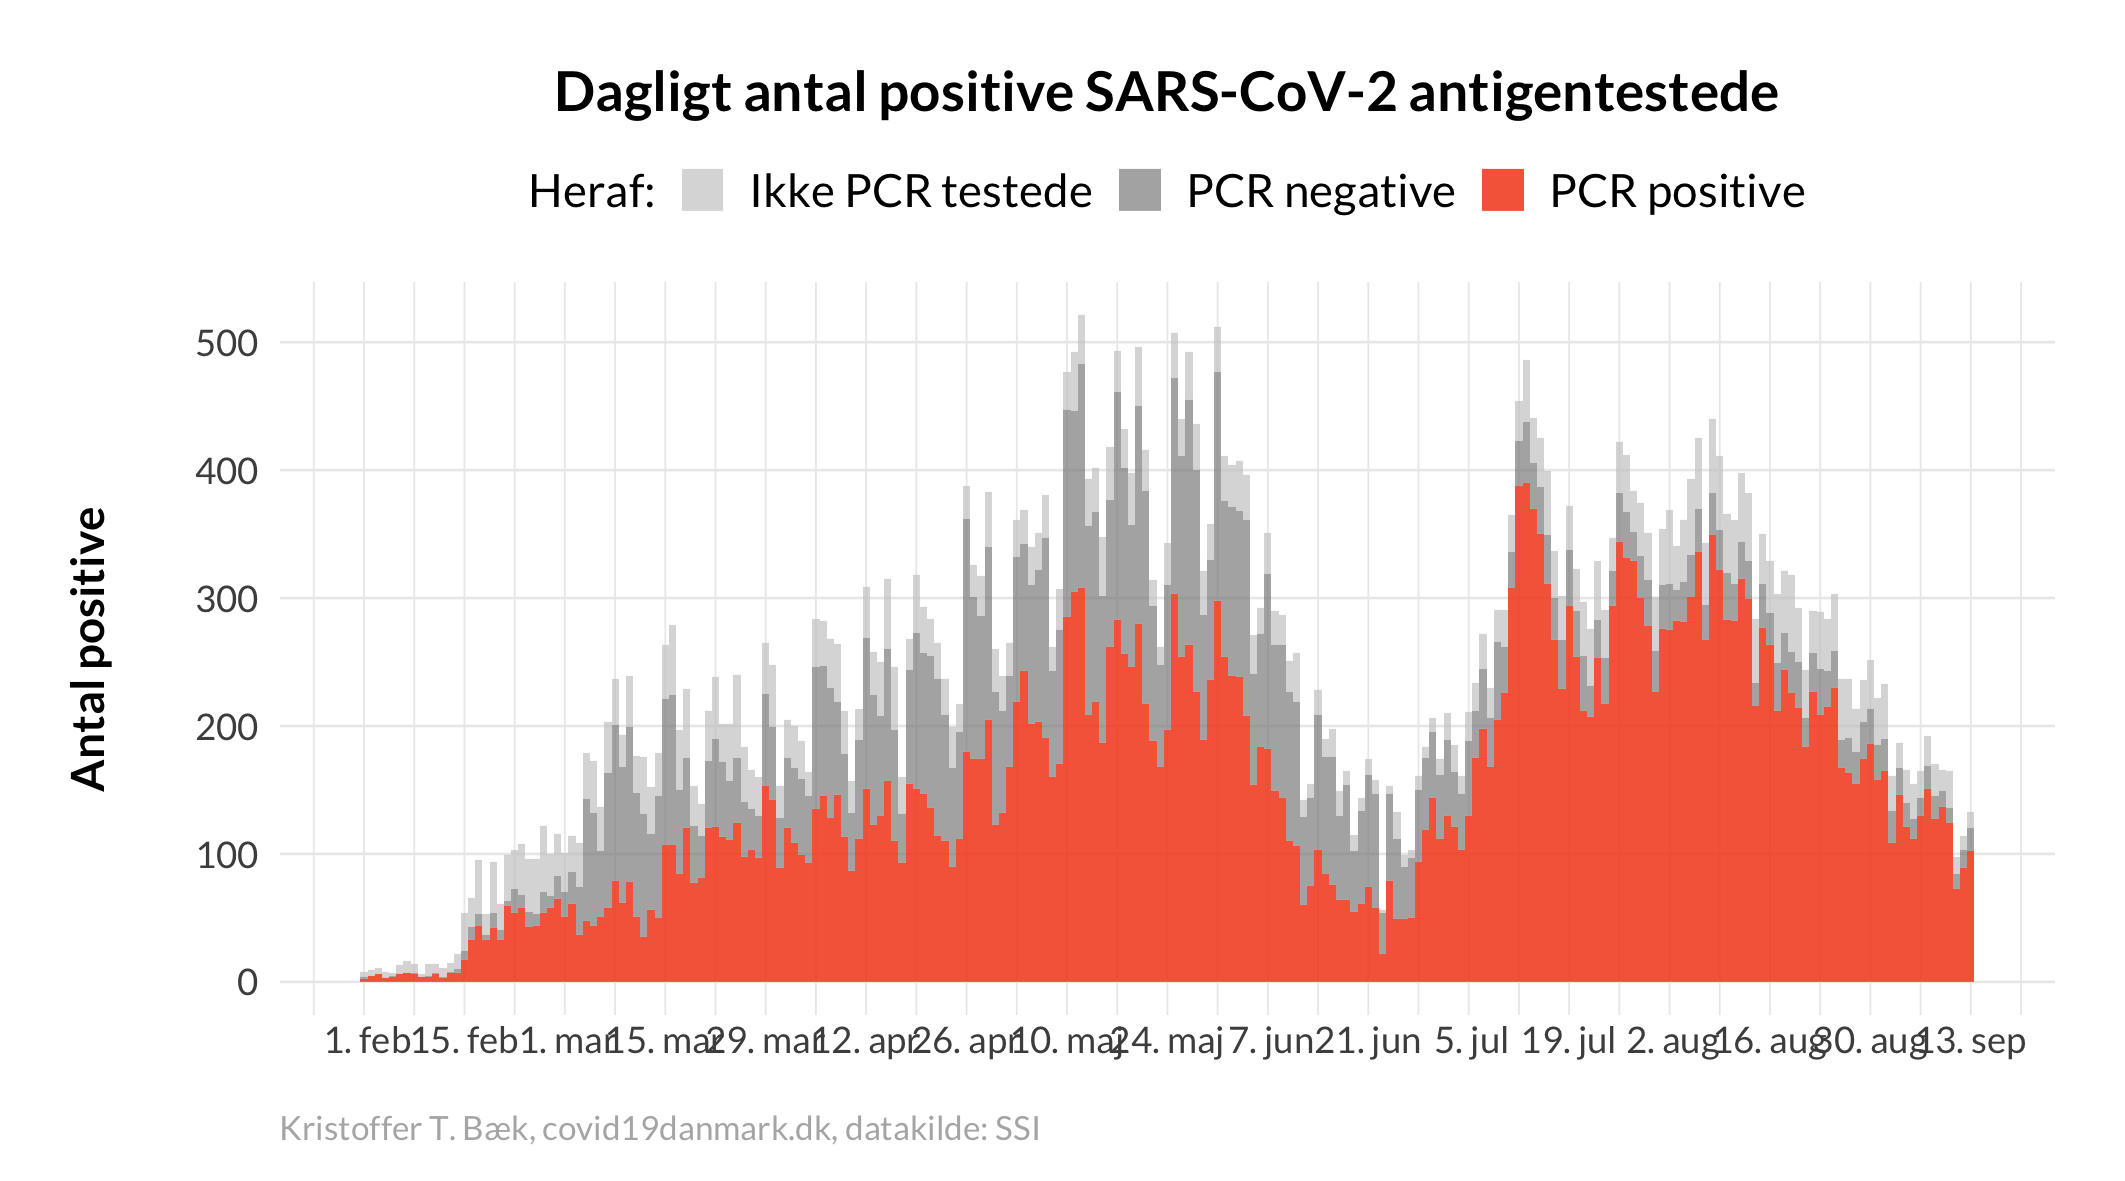 Dagligt antal positive SARS-CoV-2 antigentestede
Heraf: Ikke PCR testede PCR negative PCR positive
Antal positive
500
400
300
200
100
0
1. feb 15. feb 1. mar 15. mar 29. mar 12. apr 26. apr 10. maj 24. maj 7. jun 21. jun 5. jul 19. jul 2. aug 16. aug 30. aug 13. sep
Kristoffer T. Bæk, covid19danmark.dk, datakilde: SSI